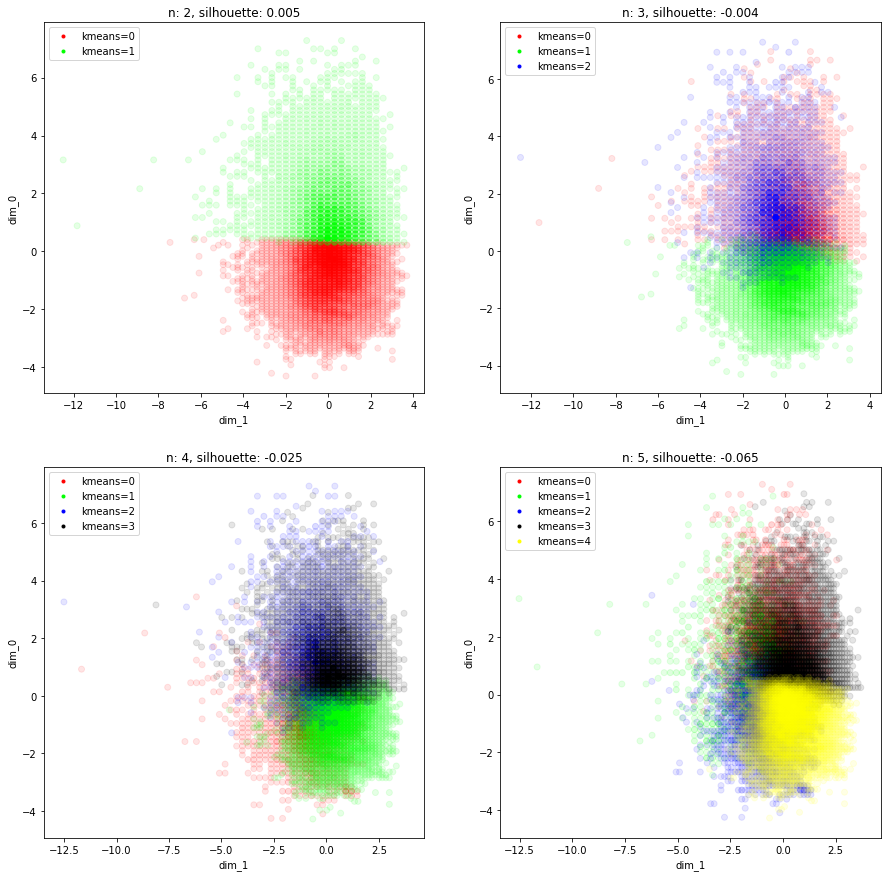 n: 2, silhouette: 0.005
kmeans=0
kmeans=1
6
4
2
0
−2
−4
dim_0
−12 −10 −8 −6 −4 −2 0 2 4
dim_1
n: 3, silhouette: -0.004
kmeans=0
kmeans=1
kmeans=2
6
4
2
0
−2
−4
dim_0
−12 −10 −8 −6 −4 −2 0 2 4
dim_1
n: 4, silhouette: -0.025
kmeans=0
kmeans=1
kmeans=2
kmeans=3
6
4
2
0
−2
−4
dim_0
−12.5 −10.0 −7.5 −5.0 −2.5 0.0 2.5
dim_1
n: 5, silhouette: -0.065
kmeans=0
kmeans=1
kmeans=2
kmeans=3
kmeans=4
6
4
2
0
−2
−4
dim_0
−12.5 −10.0 −7.5 −5.0 −2.5 0.0 2.5
dim_1